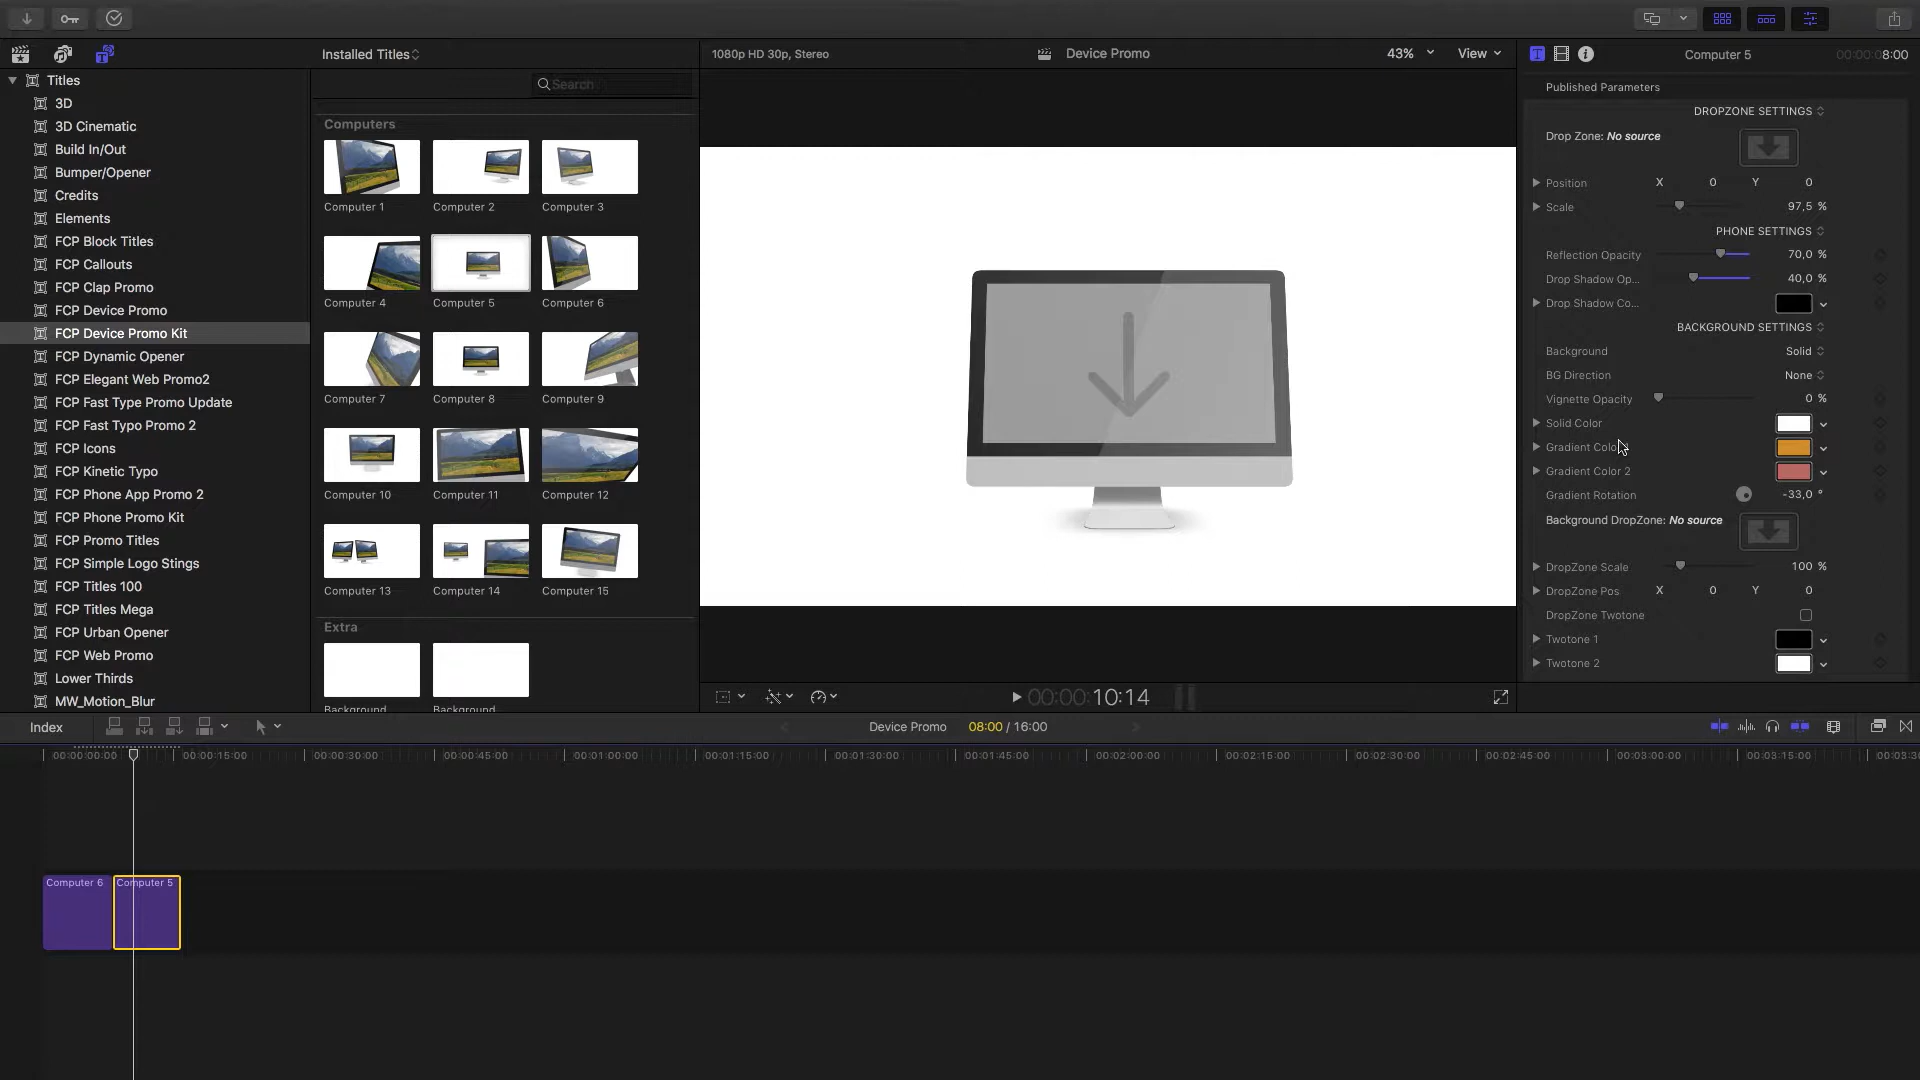 Installed Titles
1080p HD 30p, Stereo
Device Promo
43%
View
Computer 5
00:00:08:00
Titles
3D
3D Cinematic
Build In/Out
Bumper/Opener
Credits
Elements
FCP Block Titles
FCP Callouts
FCP Clap Promo
FCP Device Promo
FCP Device Promo Kit
FCP Dynamic Opener
FCP Elegant Web Promo2
FCP Fast Type Promo Update
FCP Fast Typo Promo 2
FCP Icons
FCP Kinetic Typo
FCP Phone App Promo 2
FCP Phone Promo Kit
FCP Promo Titles
FCP Simple Logo Stings
FCP Titles 100
FCP Titles Mega
FCP Urban Opener
FCP Web Promo
Lower Thirds
MW_Motion_Blur
Search
Computers
Computer 1
Computer 2
Computer 3
Computer 4
Computer 5
Computer 6
Computer 7
Computer 8
Computer 9
Computer 10
Computer 11
Computer 12
Computer 13
Computer 14
Computer 15
Extra
Background
Background
00:00:10:14
Published Parameters
DROPZONE SETTINGS
Drop Zone: No source
Position X 0 Y 0
Scale 97,5 %
PHONE SETTINGS
Reflection Opacity 70,0 %
Drop Shadow Op... 40,0 %
Drop Shadow Co...
BACKGROUND SETTINGS
Background Solid
BG Direction None
Vignette Opacity 0 %
Solid Color
Gradient Color 1
Gradient Color 2
Gradient Rotation -33,0 °
Background DropZone: No source
DropZone Scale 100 %
DropZone Pos X 0 Y 0
DropZone Twotone
Twotone 1
Twotone 2
Index
Device Promo
08:00 / 16:00
00:00:00:00
00:00:15:00
00:00:30:00
00:00:45:00
00:01:00:00
00:01:15:00
00:01:30:00
00:01:45:00
00:02:00:00
00:02:15:00
00:02:30:00
00:02:45:00
00:03:00:00
00:03:15:00
00:03:30
Computer 6
Computer 5